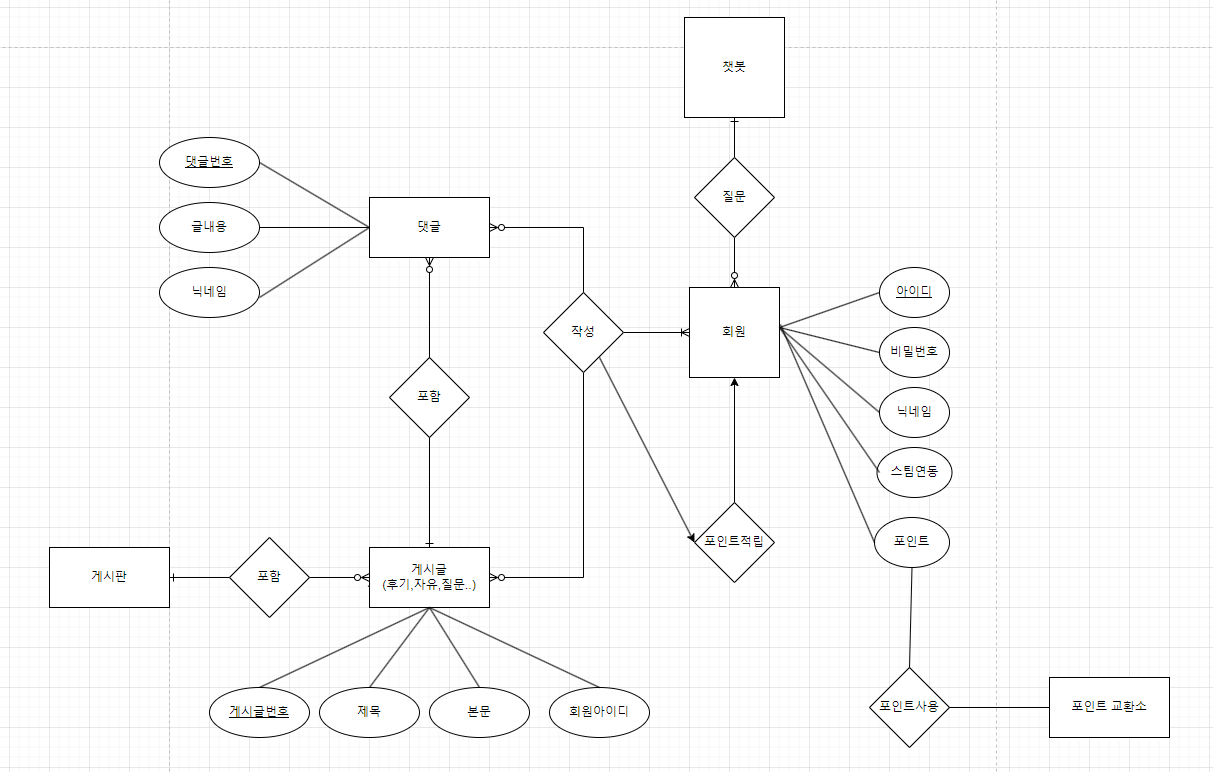 챗봇
댓글번호
질문
글내용
댓글
닉네임
아이디
작성
회원
비밀번호
포함
닉네임
스팀연동
포인트적립
포인트
게시판
포함
게시글
(후기,자유,질문..)
게시글번호
제목
본문
회원아이디
포인트사용
포인트 교환소